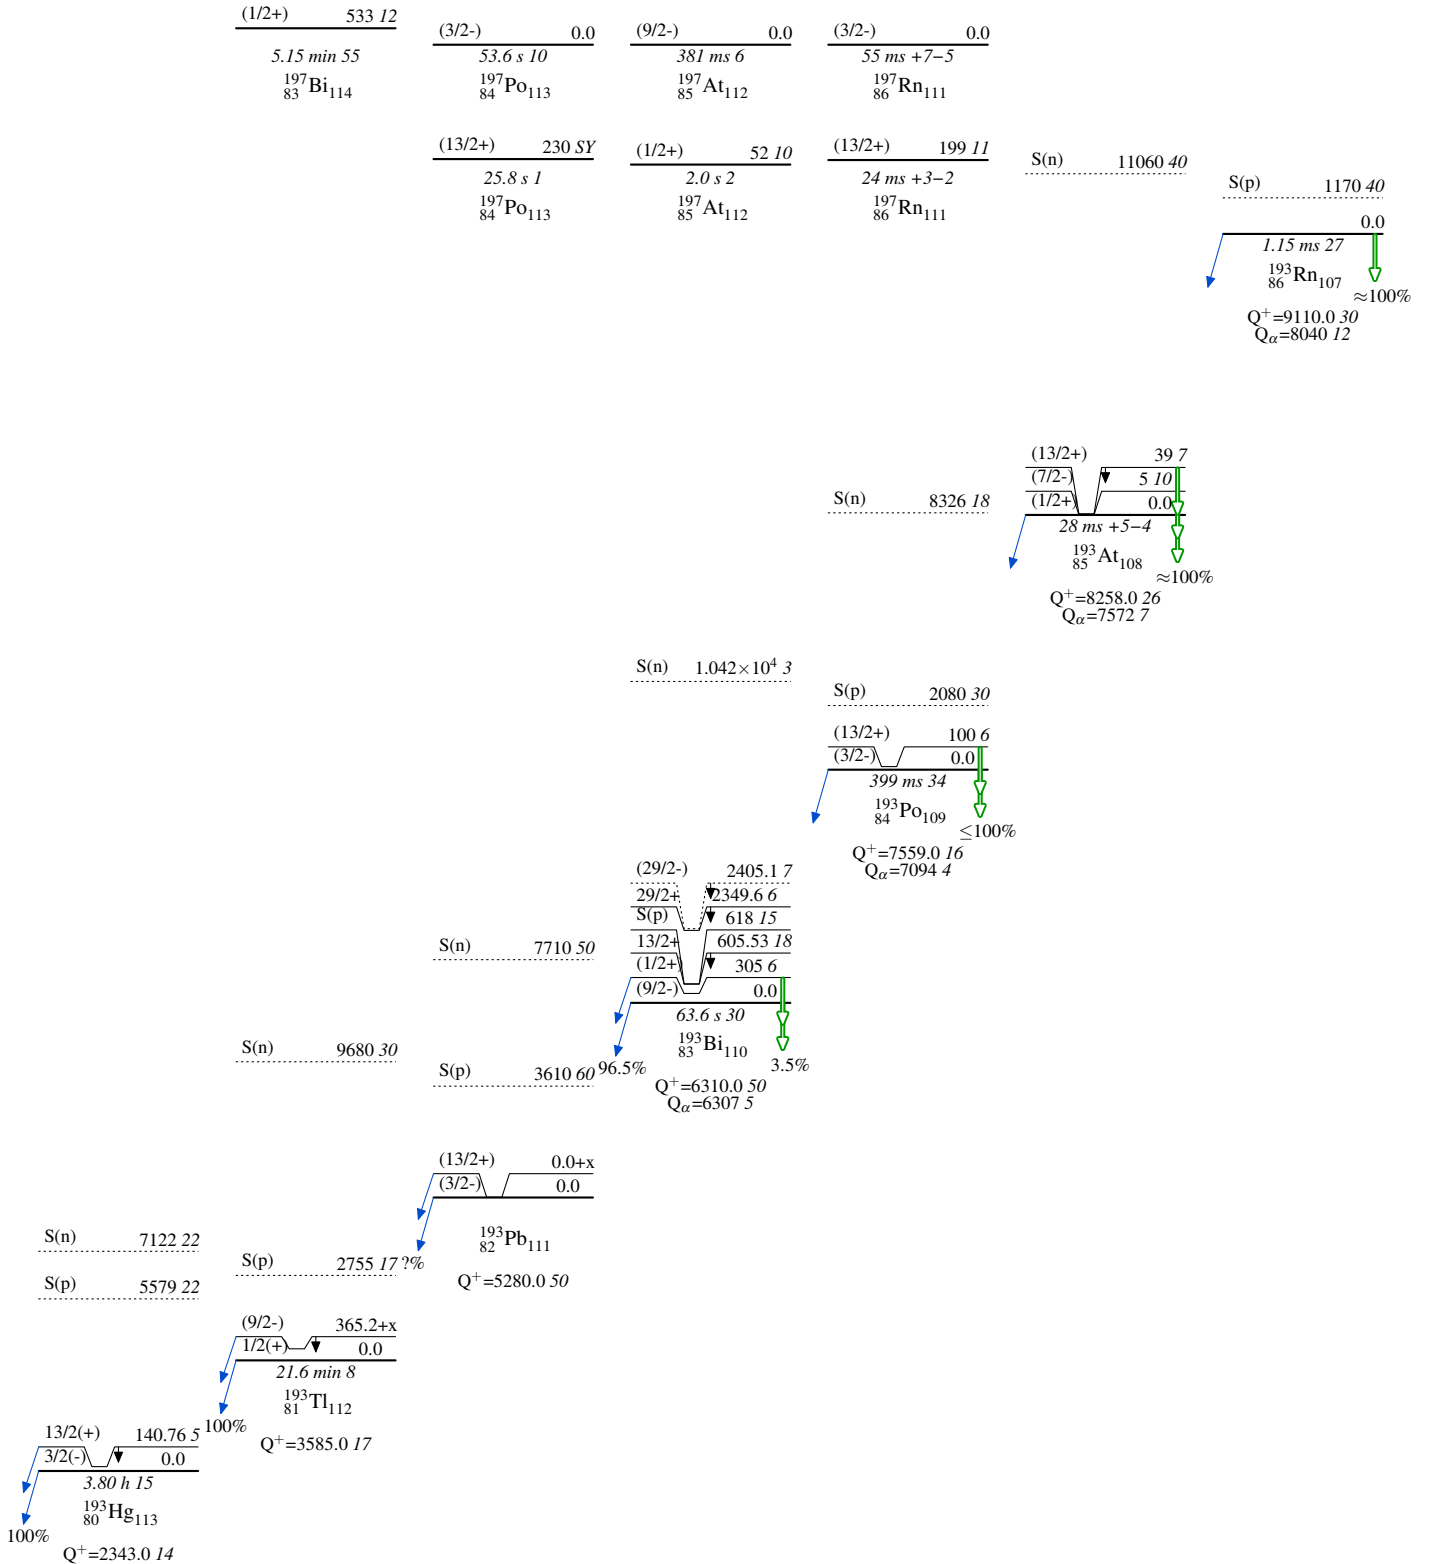 (1/2+) 533 12
5.15 min 55
197 83 Bi 114
(3/2-) 0.0
53.6 s 10
197 84 Po 113
(9/2-) 0.0
381 ms 6
197 85 At 112
(3/2-) 0.0
55 ms +7−5
197 86 Rn 111
(13/2+) 230 SY
25.8 s 1
197 84 Po 113
(1/2+) 52 10
2.0 s 2
197 85 At 112
(13/2+) 199 11
24 ms +3−2
197 86 Rn 111
S(n) 11060 40
S(p) 1170 40
0.0
1.15 ms 27
193 86 Rn 107
≈100%
Q+=9110.0 30
Qα=8040 12
S(n) 8326 18
(13/2+) 39 7
(7/2-) 5 10
(1/2+) 0.0
28 ms +5−4
193 85 At 108
≈100%
Q+=8258.0 26
Qα=7572 7
S(n) 1.042×10⁴ 3
S(p) 2080 30
(13/2+) 100 6
(3/2-) 0.0
399 ms 34
193 84 Po 109
≤100%
Q+=7559.0 16
Qα=7094 4
S(n) 7710 50
(29/2-) 2405.1 7
29/2+ 2349.6 6
S(p) 618 15
13/2+ 605.53 18
(1/2+) 305 6
(9/2-) 0.0
63.6 s 30
193 83 Bi 110
96.5%
3.5%
Q+=6310.0 50
Qα=6307 5
S(n) 9680 30
S(p) 3610 60
(13/2+) 0.0+x
(3/2-) 0.0
193 82 Pb 111
?%
Q+=5280.0 50
S(n) 7122 22
S(p) 2755 17
S(p) 5579 22
(9/2-) 365.2+x
1/2(+) 0.0
21.6 min 8
193 81 Tl 112
100%
Q+=3585.0 17
13/2(+) 140.76 5
3/2(-) 0.0
3.80 h 15
193 80 Hg 113
100%
Q+=2343.0 14